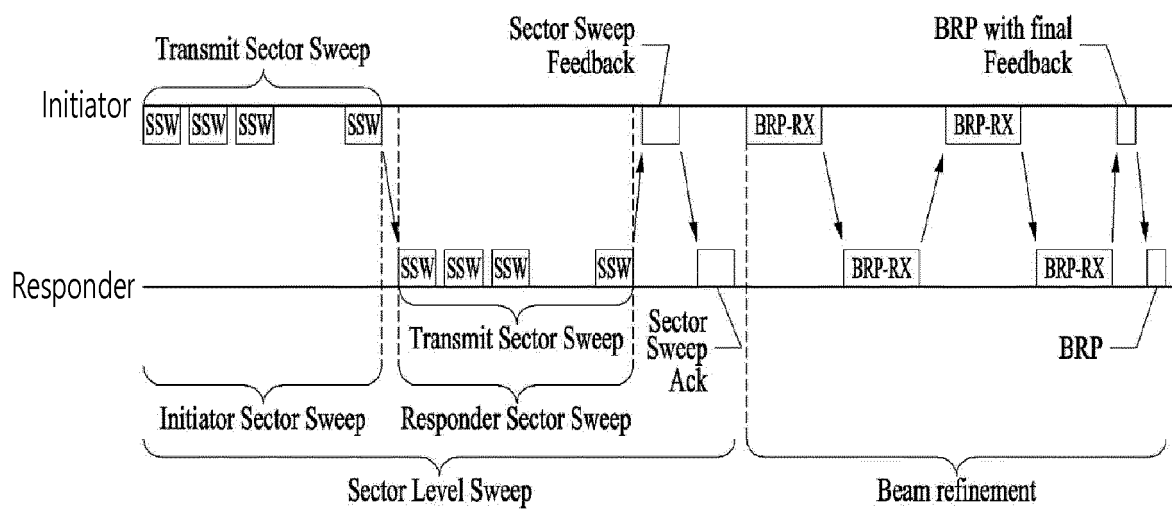 Transmit Sector Sweep
Sector Sweep
Feedback
BRP with final
Feedback
Initiator
SSW SSW SSW SSW
BRP-RX BRP-RX
Responder
SSW SSW SSW SSW
BRP-RX BRP-RX
Transmit Sector Sweep
Sector
Sweep
Ack
BRP
Initiator Sector Sweep
Responder Sector Sweep
Sector Level Sweep
Beam refinement